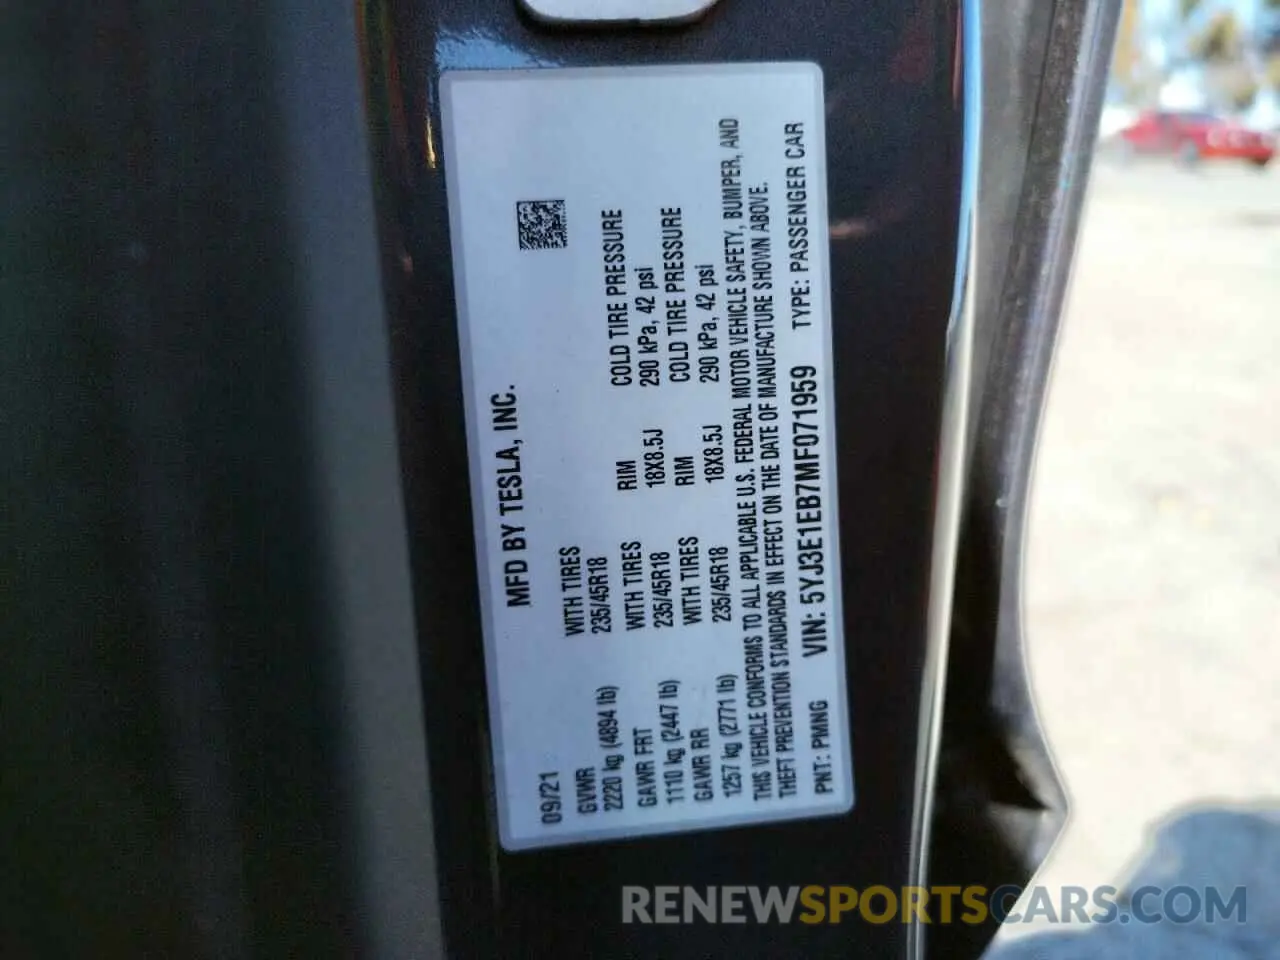 MFD BY TESLA, INC.
09/21
GVWR WITH TIRES
2220 kg (4894 lb) 235/45R18
GAWR FRT WITH TIRES RIM COLD TIRE PRESSURE
1110 kg (2447 lb) 235/45R18 18X8.5J 290 kPa, 42 psi
GAWR RR WITH TIRES RIM COLD TIRE PRESSURE
1257 kg (2771 lb) 235/45R18 18X8.5J 290 kPa, 42 psi
THIS VEHICLE CONFORMS TO ALL APPLICABLE U.S. FEDERAL MOTOR VEHICLE SAFETY, BUMPER, AND
THEFT PREVENTION STANDARDS IN EFFECT ON THE DATE OF MANUFACTURE SHOWN ABOVE.
PNT: PMNG VIN: 5YJ3E1EB7MF071959 TYPE: PASSENGER CAR
RENEWSPORTSCARS.COM